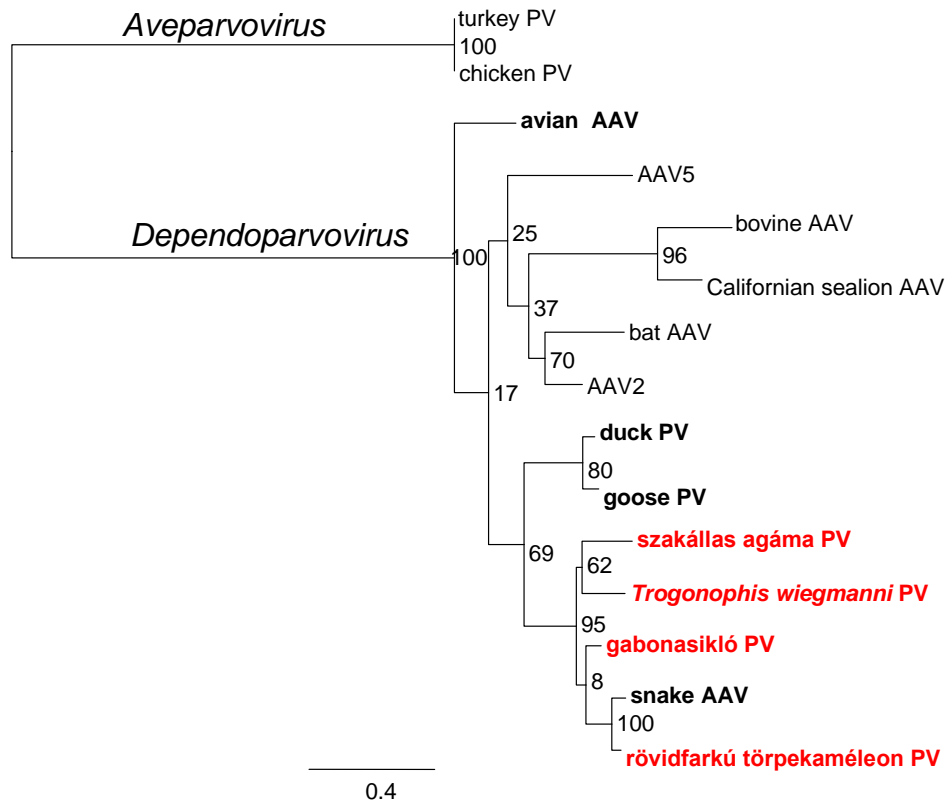 Aveparvovirus
turkey PV
100
chicken PV
avian AAV
AAV5
Dependoparvovirus
100
25
bovine AAV
96
Californian sealion AAV
37
bat AAV
70
AAV2
17
duck PV
80
goose PV
69
szakállas agáma PV
62
Trogonophis wiegmanni PV
95
gabonasikló PV
8
snake AAV
100
rövidfarkú törpekaméleon PV
0.4